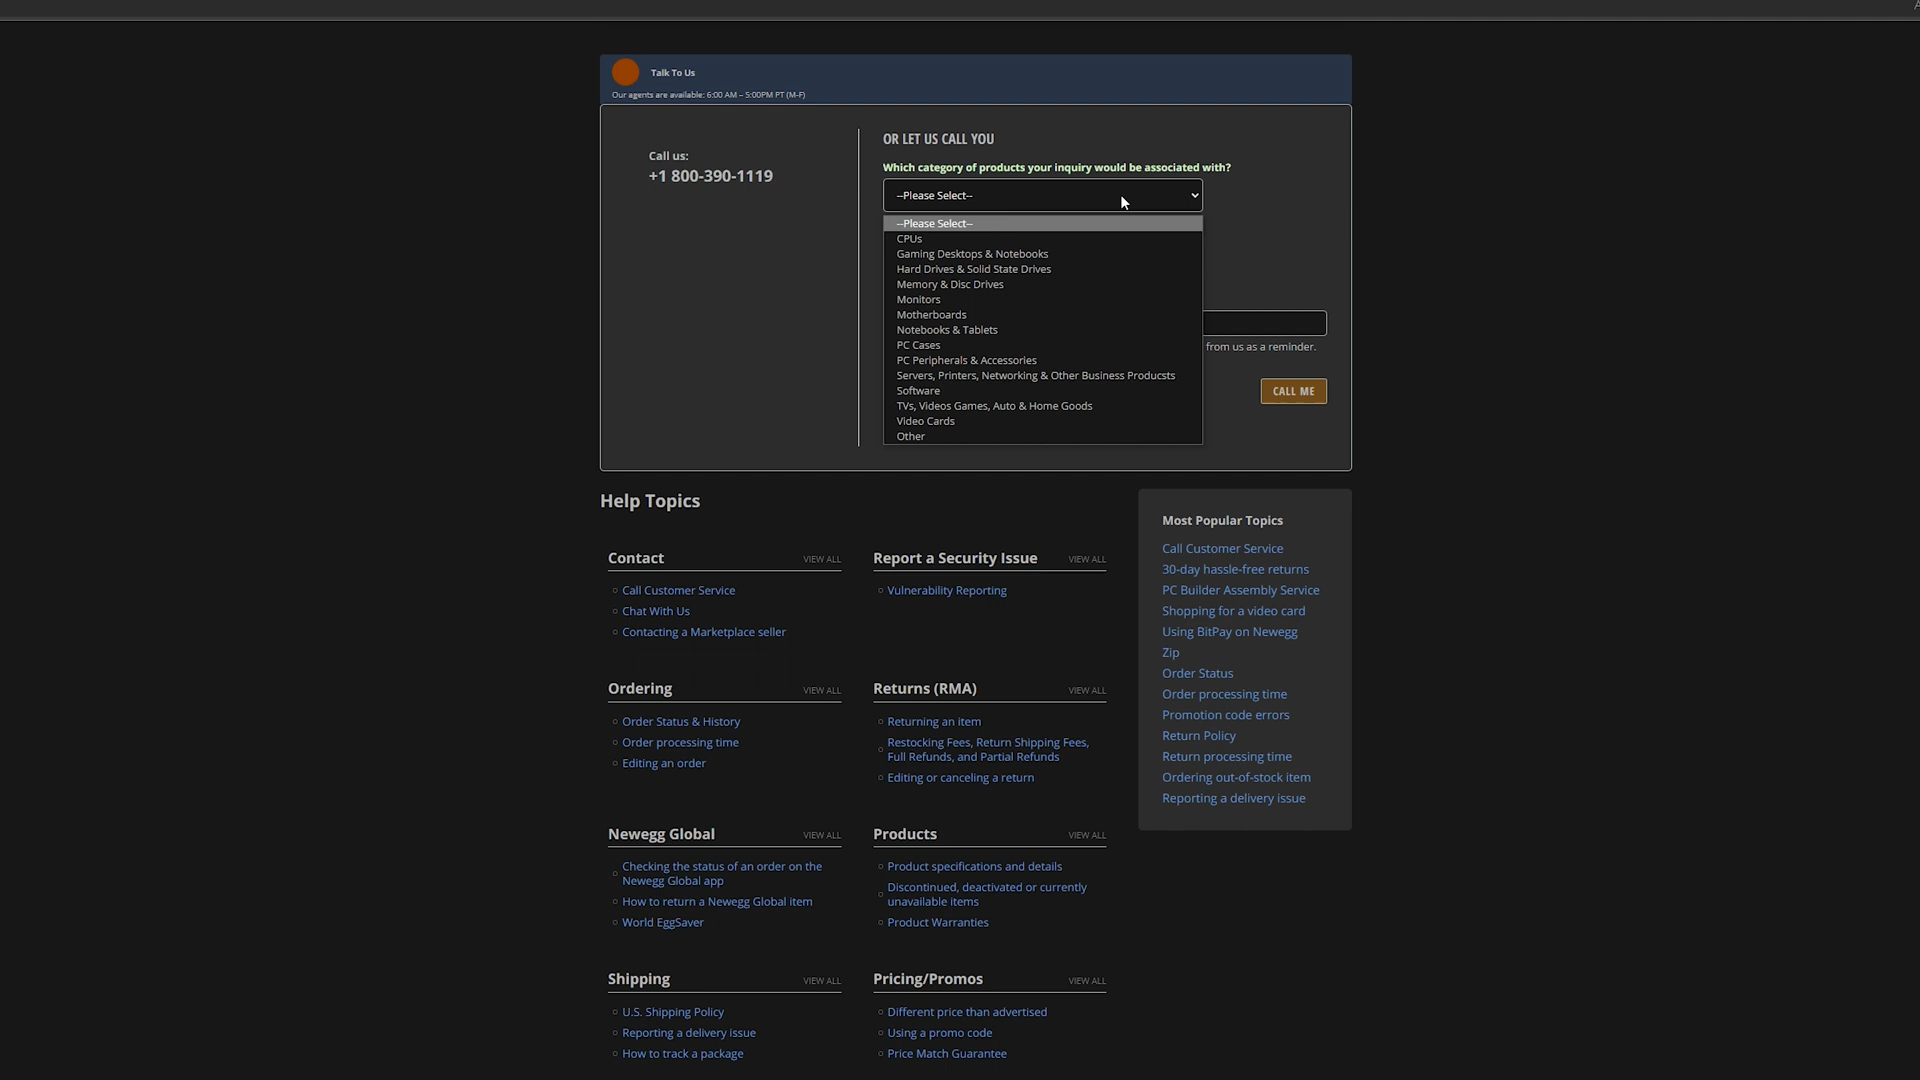 Talk To Us
Our agents are available: 6:00 AM – 5:00PM PT (M-F)
Call us:
+1 800-390-1119
OR LET US CALL YOU
Which category of products your inquiry would be associated with?
--Please Select--
--Please Select--
CPUs
Gaming Desktops & Notebooks
Hard Drives & Solid State Drives
Memory & Disc Drives
Monitors
Motherboards
Notebooks & Tablets
PC Cases
PC Peripherals & Accessories
Servers, Printers, Networking & Other Business Producsts
Software
TVs, Videos Games, Auto & Home Goods
Video Cards
Other
from us as a reminder.
CALL ME
Help Topics
Contact VIEW ALL
Call Customer Service
Chat With Us
Contacting a Marketplace seller
Report a Security Issue VIEW ALL
Vulnerability Reporting
Ordering VIEW ALL
Order Status & History
Order processing time
Editing an order
Returns (RMA) VIEW ALL
Returning an item
Restocking Fees, Return Shipping Fees,
Full Refunds, and Partial Refunds
Editing or canceling a return
Newegg Global VIEW ALL
Checking the status of an order on the
Newegg Global app
How to return a Newegg Global item
World EggSaver
Products VIEW ALL
Product specifications and details
Discontinued, deactivated or currently
unavailable items
Product Warranties
Shipping VIEW ALL
U.S. Shipping Policy
Reporting a delivery issue
How to track a package
Pricing/Promos VIEW ALL
Different price than advertised
Using a promo code
Price Match Guarantee
Most Popular Topics
Call Customer Service
30-day hassle-free returns
PC Builder Assembly Service
Shopping for a video card
Using BitPay on Newegg
Zip
Order Status
Order processing time
Promotion code errors
Return Policy
Return processing time
Ordering out-of-stock item
Reporting a delivery issue